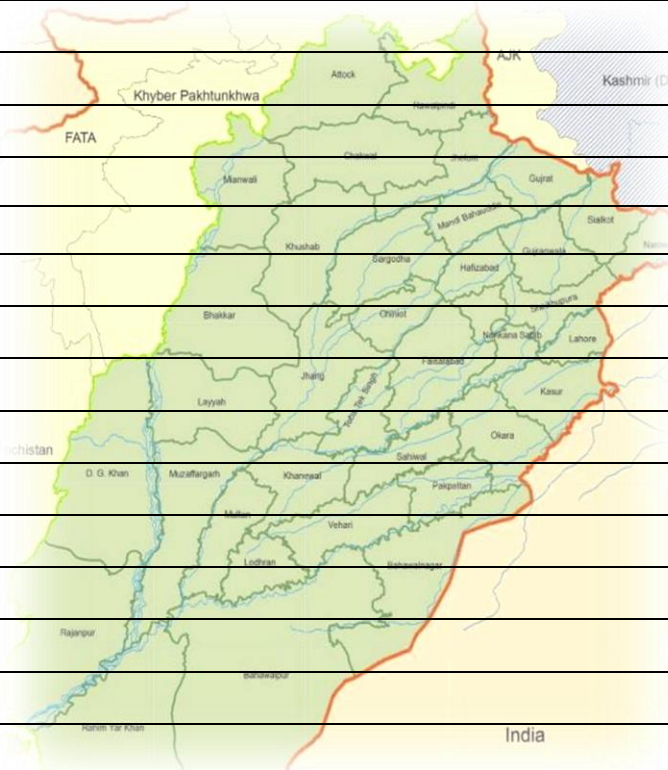 AJK
Attock
Kashmir (D
Khyber Pakhtunkhwa
Rawalpindi
FATA
Chakwal
Jhelum
Mianwali
Gujrat
Mandi Bahauddin
Sialkot
Khushab
Gujranwala
Sargodha
Hafizabad
Sheikhupura
Bhakkar
Chiniot
Nankana Sahib
Lahore
Faisalabad
Jhang
Toba Tek Singh
Kasur
Layyah
Okara
ochistan
Sahiwal
D. G. Khan
Muzaffargarh
Khanewal
Pakpattan
Multan
Vehari
Lodhran
Bahawalnagar
Rajanpur
Bahawalpur
Rahim Yar Khan
India